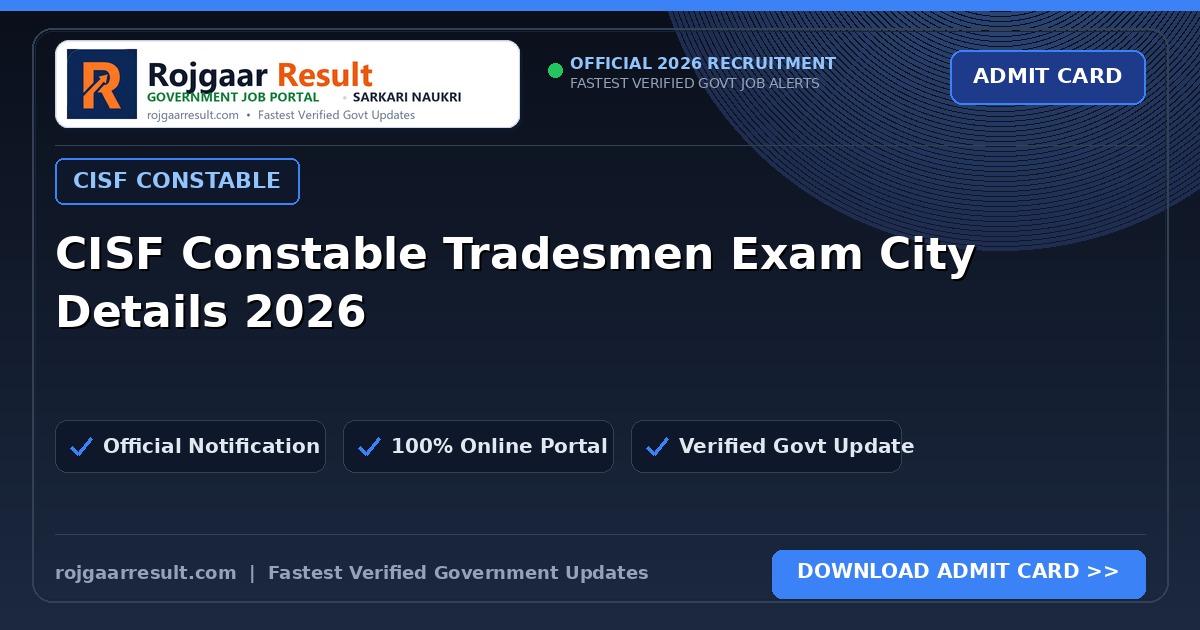 Rojgaar Result
GOVERNMENT JOB PORTAL • SARKARI NAUKRI
rojgaarresult.com • Fastest Verified Govt Updates
OFFICIAL 2026 RECRUITMENT
FASTEST VERIFIED GOVT JOB ALERTS
ADMIT CARD
CISF CONSTABLE
CISF Constable Tradesmen Exam City
Details 2026
Official Notification
100% Online Portal
Verified Govt Update
rojgaarresult.com | Fastest Verified Government Updates
DOWNLOAD ADMIT CARD >>